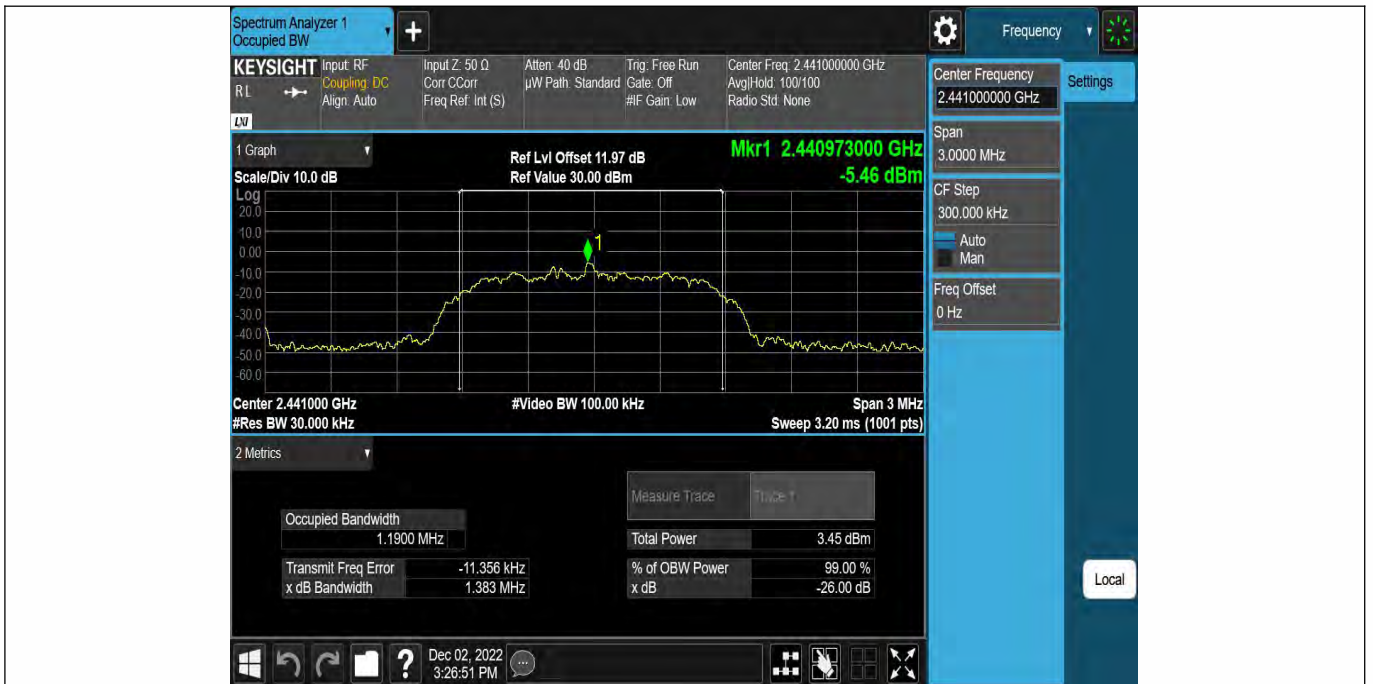 Spectrum Analyzer 1
Occupied BW
+
Frequency
KEYSIGHT
RL
LXI
Input: RF
Coupling: DC
Align: Auto
Input Z: 50 Ω
Corr CCorr
Freq Ref: Int (S)
Atten: 40 dB
µW Path: Standard
Trig: Free Run
Gate: Off
#IF Gain: Low
Center Freq: 2.441000000 GHz
Avg|Hold: 100/100
Radio Std: None
Center Frequency
2.441000000 GHz
Settings
Span
3.0000 MHz
CF Step
300.000 kHz
Auto
Man
Freq Offset
0 Hz
1 Graph
Scale/Div 10.0 dB
Ref Lvl Offset 11.97 dB
Ref Value 30.00 dBm
Mkr1 2.440973000 GHz
-5.46 dBm
Log
20.0
10.0
0.00
-10.0
-20.0
-30.0
-40.0
-50.0
-60.0
1
Center 2.441000 GHz
#Video BW 100.00 kHz
Span 3 MHz
#Res BW 30.000 kHz
Sweep 3.20 ms (1001 pts)
2 Metrics
Measure Trace
Trace 1
Occupied Bandwidth
1.1900 MHz
Total Power
3.45 dBm
Transmit Freq Error
-11.356 kHz
% of OBW Power
99.00 %
x dB Bandwidth
1.383 MHz
x dB
-26.00 dB
Local
?
Dec 02, 2022
3:26:51 PM